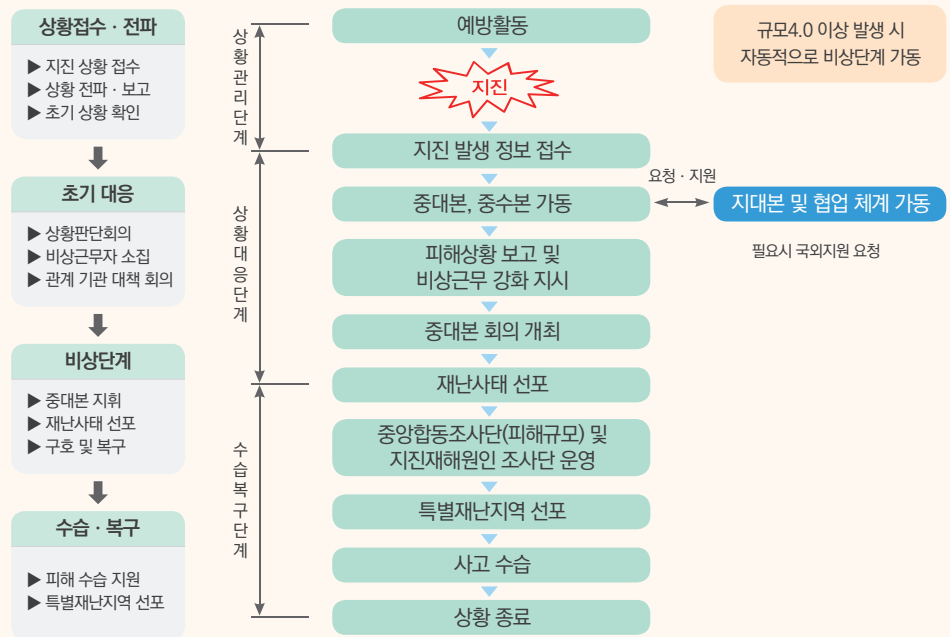 상황접수 · 전파
▶ 지진 상황 접수
▶ 상황 전파 · 보고
▶ 초기 상황 확인
초기 대응
▶ 상황판단회의
▶ 비상근무자 소집
▶ 관계 기관 대책 회의
비상단계
▶ 중대본 지휘
▶ 재난사태 선포
▶ 구호 및 복구
수습 · 복구
▶ 피해 수습 지원
▶ 특별재난지역 선포
상황관리단계
상황대응단계
수습복구단계
예방활동
지진
지진 발생 정보 접수
중대본, 중수본 가동
피해상황 보고 및
비상근무 강화 지시
중대본 회의 개최
재난사태 선포
중앙합동조사단(피해규모) 및
지진재해원인 조사단 운영
특별재난지역 선포
사고 수습
상황 종료
규모4.0 이상 발생 시
자동적으로 비상단계 가동
요청 · 지원
지대본 및 협업 체계 가동
필요시 국외지원 요청